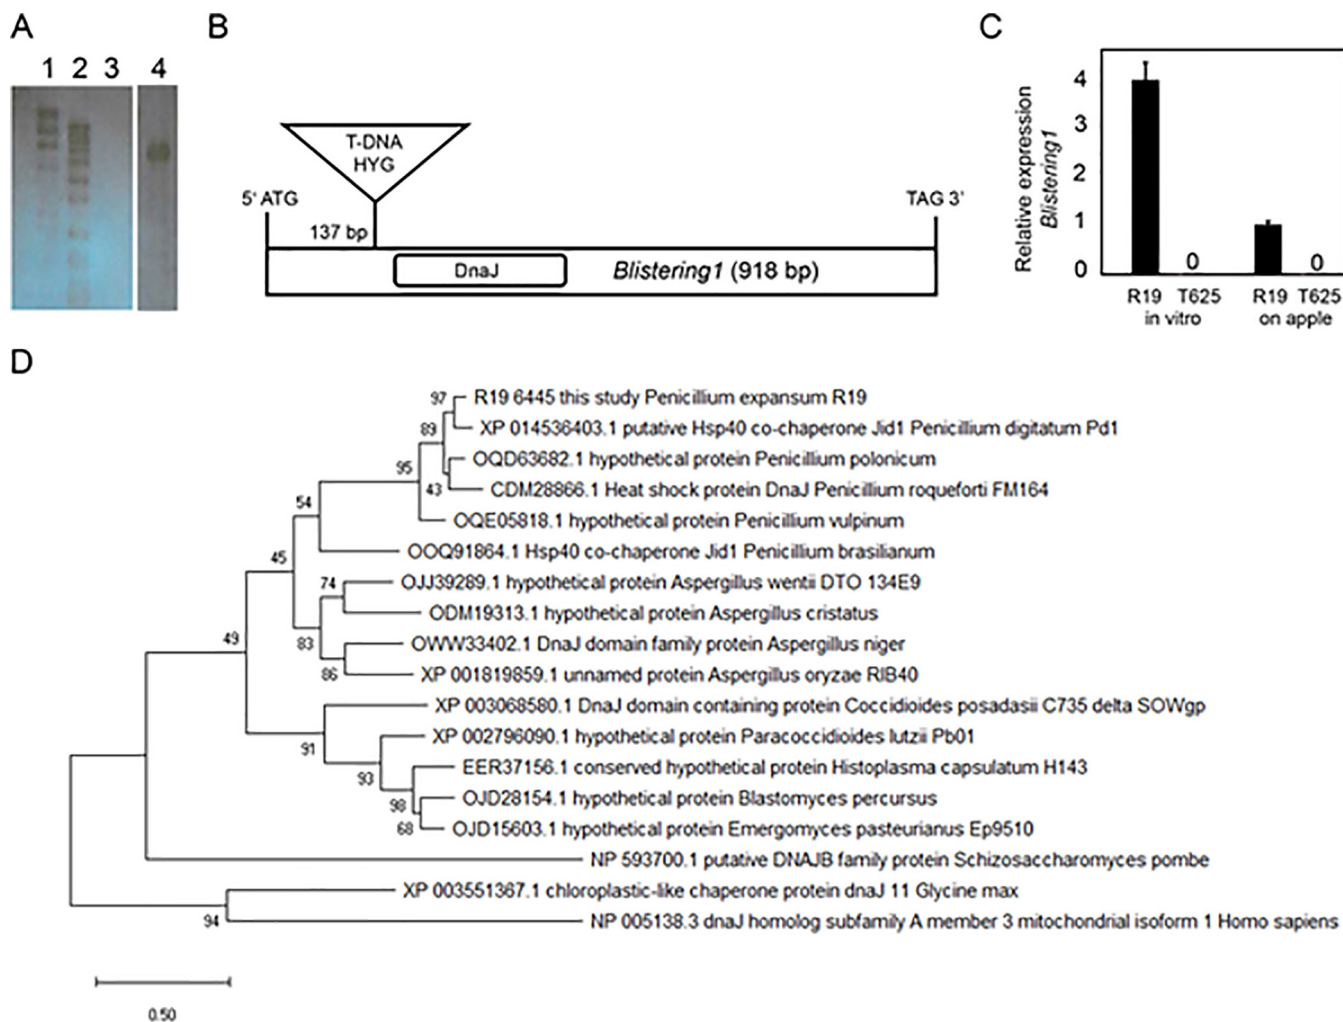 A
1 2 3 4
B
T-DNA
HYG
5' ATG
TAG 3'
137 bp
DnaJ
Blistering1 (918 bp)
C
Relative expression
Blistering1
4
3
2
1
0
0
0
R19 T625
in vitro
R19 T625
on apple
D
97
R19 6445 this study Penicillium expansum R19
89
XP 014536403.1 putative Hsp40 co-chaperone Jid1 Penicillium digitatum Pd1
95
OQD63682.1 hypothetical protein Penicillium polonicum
43
CDM28866.1 Heat shock protein DnaJ Penicillium roqueforti FM164
54
OQE05818.1 hypothetical protein Penicillium vulpinum
45
OOQ91864.1 Hsp40 co-chaperone Jid1 Penicillium brasilianum
74
OJJ39289.1 hypothetical protein Aspergillus wentii DTO 134E9
ODM19313.1 hypothetical protein Aspergillus cristatus
49
83
OWW33402.1 DnaJ domain family protein Aspergillus niger
86
XP 001819859.1 unnamed protein Aspergillus oryzae RIB40
XP 003068580.1 DnaJ domain containing protein Coccidioides posadasii C735 delta SOWgp
91
XP 002796090.1 hypothetical protein Paracoccidioides lutzii Pb01
93
EER37156.1 conserved hypothetical protein Histoplasma capsulatum H143
98
OJD28154.1 hypothetical protein Blastomyces percursus
68
OJD15603.1 hypothetical protein Emergomyces pasteurianus Ep9510
NP 593700.1 putative DNAJB family protein Schizosaccharomyces pombe
XP 003551367.1 chloroplastic-like chaperone protein dnaJ 11 Glycine max
94
NP 005138.3 dnaJ homolog subfamily A member 3 mitochondrial isoform 1 Homo sapiens
0.50